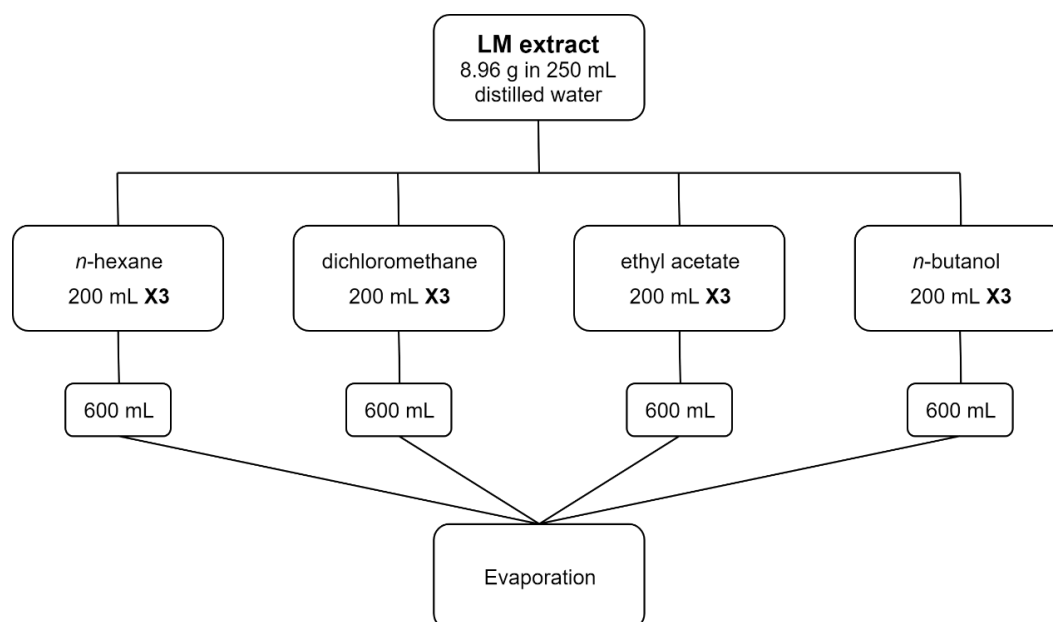 LM extract
8.96 g in 250 mL
distilled water
n-hexane
200 mL X3
dichloromethane
200 mL X3
ethyl acetate
200 mL X3
n-butanol
200 mL X3
600 mL
600 mL
600 mL
600 mL
Evaporation